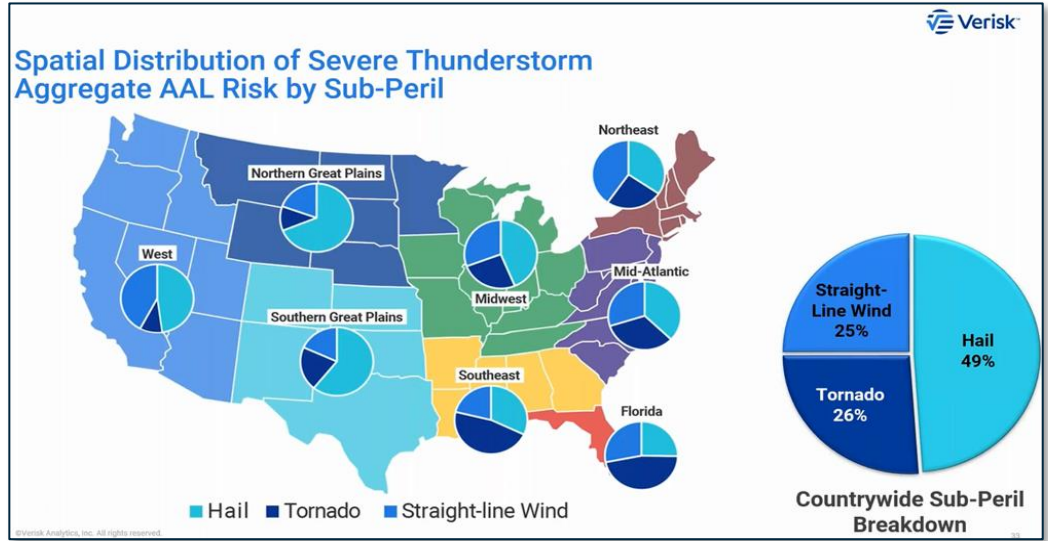 Verisk™
Spatial Distribution of Severe Thunderstorm
Aggregate AAL Risk by Sub-Peril
Northeast
Northern Great Plains
West
Mid-Atlantic
Midwest
Southern Great Plains
Southeast
Florida
Straight-
Line Wind
25%
Hail
49%
Tornado
26%
Hail Tornado Straight-line Wind
Countrywide Sub-Peril
Breakdown
©Verisk Analytics, Inc. All rights reserved.
33